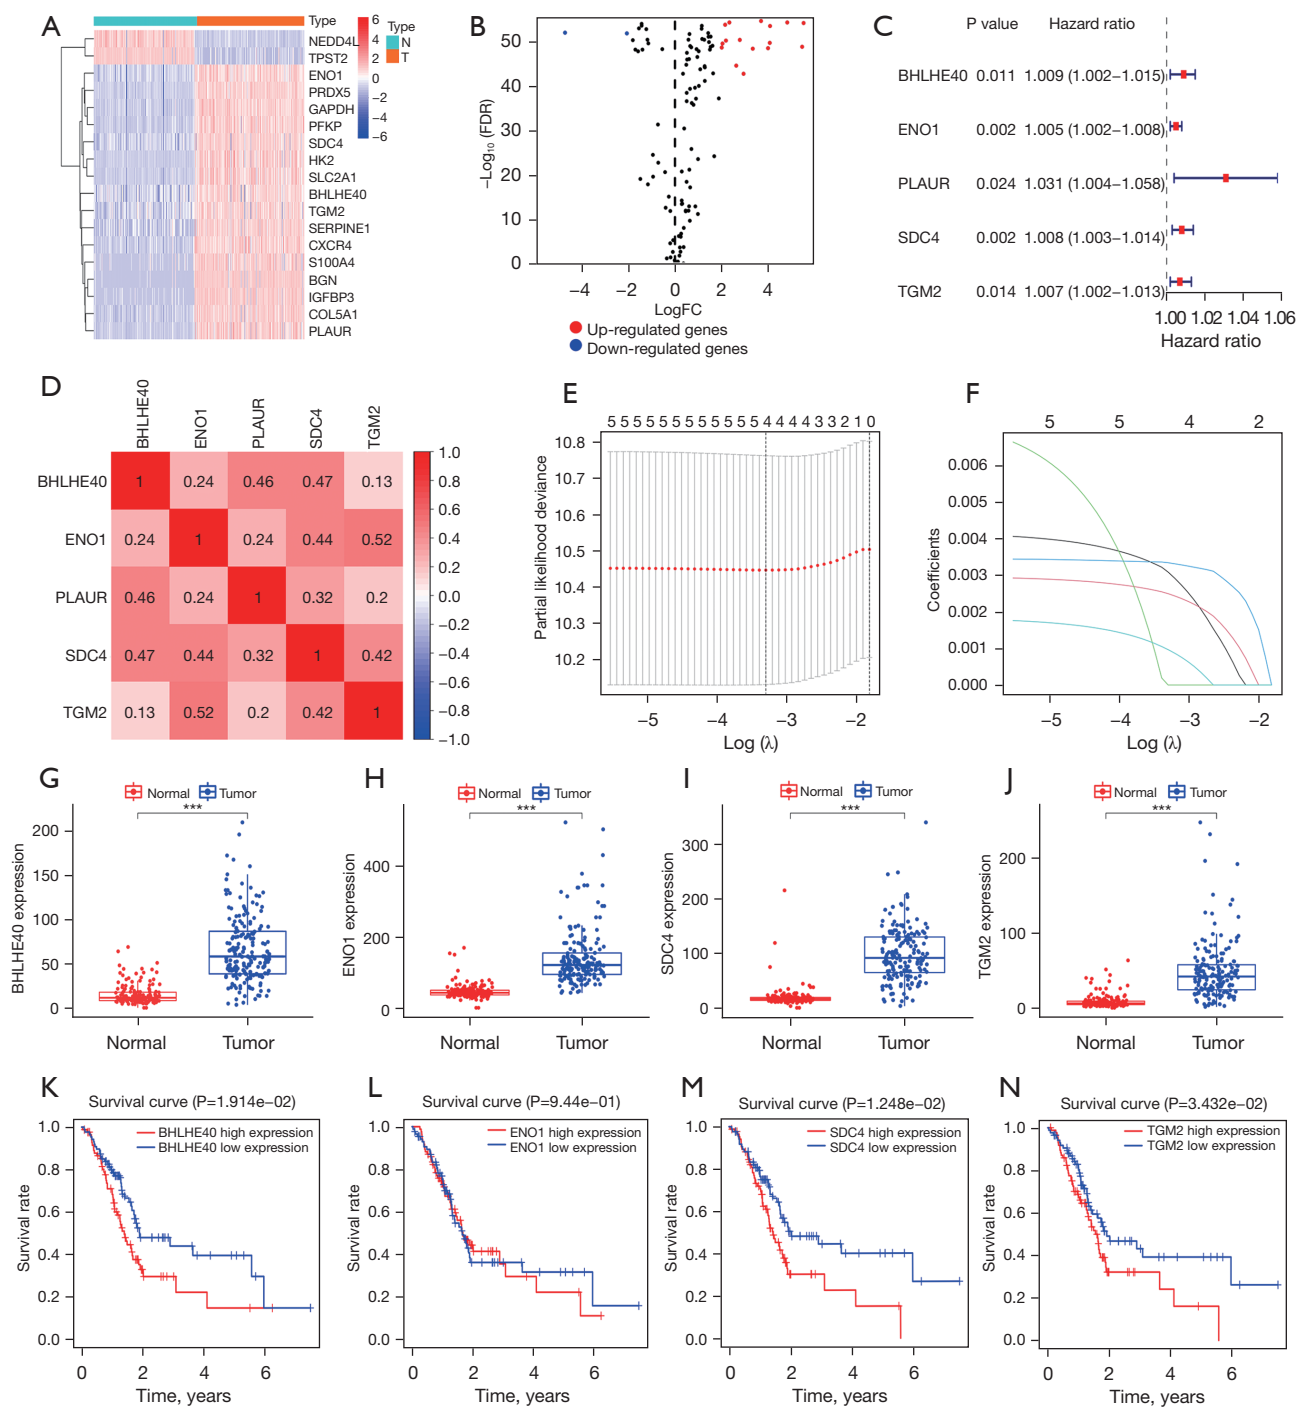 A
Type
Type
N
T
6
4
2
0
−2
−4
−6
NEDD4L
TPST2
ENO1
PRDX5
GAPDH
PFKP
SDC4
HK2
SLC2A1
BHLHE40
TGM2
SERPINE1
CXCR4
S100A4
BGN
IGFBP3
COL5A1
PLAUR
B
−Log10 (FDR)
50
40
30
20
10
0
−4 −2 0 2 4
LogFC
Up-regulated genes
Down-regulated genes
C
P value Hazard ratio
BHLHE40 0.011 1.009 (1.002−1.015)
ENO1 0.002 1.005 (1.002−1.008)
PLAUR 0.024 1.031 (1.004−1.058)
SDC4 0.002 1.008 (1.003−1.014)
TGM2 0.014 1.007 (1.002−1.013)
1.00 1.02 1.04 1.06
Hazard ratio
D
BHLHE40 ENO1 PLAUR SDC4 TGM2
BHLHE40 1 0.24 0.46 0.47 0.13
ENO1 0.24 1 0.24 0.44 0.52
PLAUR 0.46 0.24 1 0.32 0.2
SDC4 0.47 0.44 0.32 1 0.42
TGM2 0.13 0.52 0.2 0.42 1
1.0
0.8
0.6
0.4
0.2
0.0
−0.2
−0.4
−0.6
−0.8
−1.0
E
5 5 5 5 5 5 5 5 5 5 5 5 4 4 4 4 3 3 2 1 0
Partial likelihood deviance
10.8
10.7
10.6
10.5
10.4
10.3
10.2
−5 −4 −3 −2
Log (λ)
F
5 5 4 2
Coefficients
0.006
0.005
0.004
0.003
0.002
0.001
0.000
−5 −4 −3 −2
Log (λ)
G
Normal Tumor
***
BHLHE40 expression
200
150
100
50
0
Normal Tumor
H
Normal Tumor
***
ENO1 expression
400
200
0
Normal Tumor
I
Normal Tumor
***
SDC4 expression
300
200
100
0
Normal Tumor
J
Normal Tumor
***
TGM2 expression
200
100
0
Normal Tumor
K
Survival curve (P=1.914e−02)
BHLHE40 high expression
BHLHE40 low expression
Survival rate
1.0
0.8
0.6
0.4
0.2
0.0
0 2 4 6
Time, years
L
Survival curve (P=9.44e−01)
ENO1 high expression
ENO1 low expression
Survival rate
1.0
0.8
0.6
0.4
0.2
0.0
0 2 4 6
Time, years
M
Survival curve (P=1.248e−02)
SDC4 high expression
SDC4 low expression
Survival rate
1.0
0.8
0.6
0.4
0.2
0.0
0 2 4 6
Time, years
N
Survival curve (P=3.432e−02)
TGM2 high expression
TGM2 low expression
Survival rate
1.0
0.8
0.6
0.4
0.2
0.0
0 2 4 6
Time, years